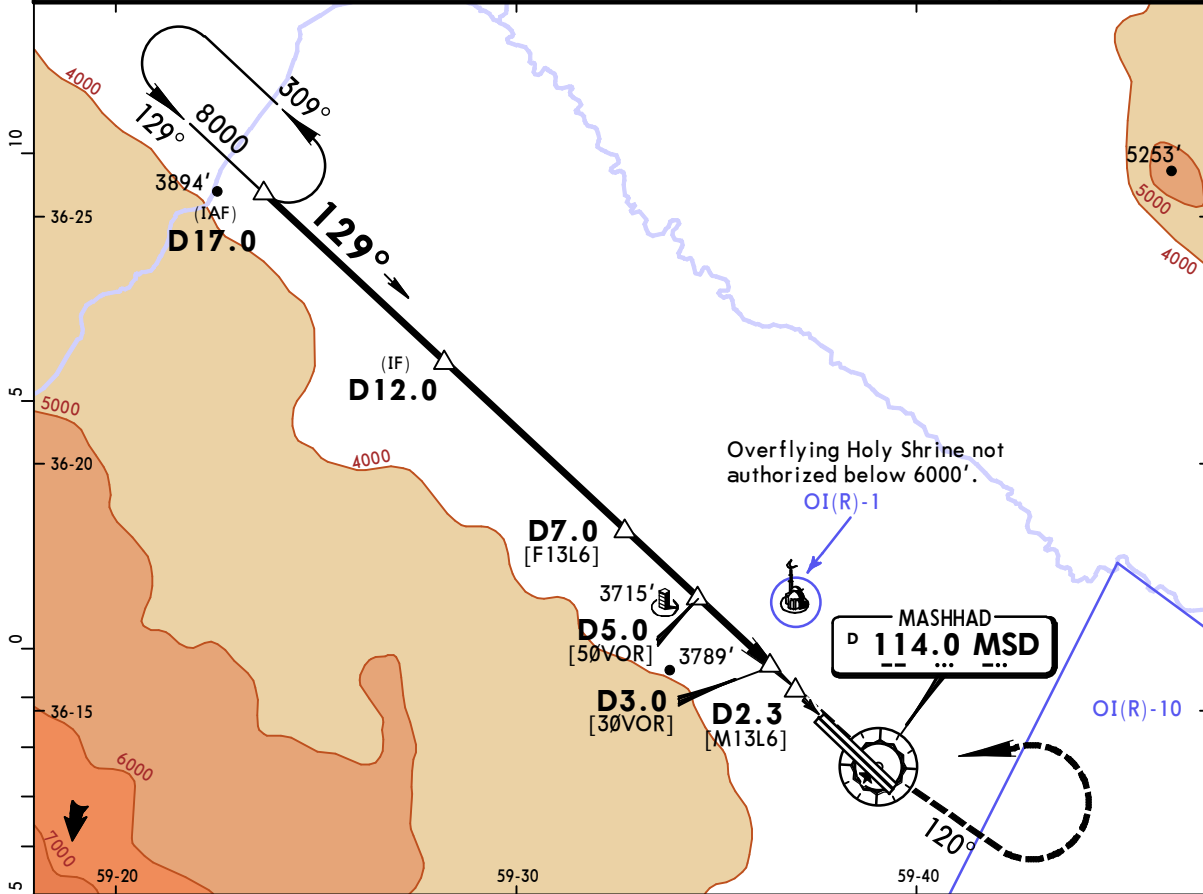 4000
309°
129°
8000
10
5253'
3894'
5000
36-25
(IAF)
129°
D17.0
4000
(IF)
D12.0
5
5000
Overflying Holy Shrine not
authorized below 6000'.
4000
36-20
OI(R)-1
D7.0
[F13L6]
3715'
MASHHAD
D5.0
D 114.0 MSD
[5ØVOR]
3789'
0
D3.0
[3ØVOR]
D2.3
[M13L6]
36-15
OI(R)-10
6000
120°
7000
5
59-20
59-30
59-40